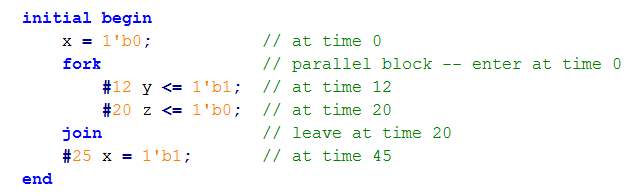 initial begin
    x = 1'b0;           // at time 0
    fork                // parallel block -- enter at time 0
        #12 y <= 1'b1;  // at time 12
        #20 z <= 1'b0;  // at time 20
    join                // leave at time 20
    #25 x = 1'b1;       // at time 45
end